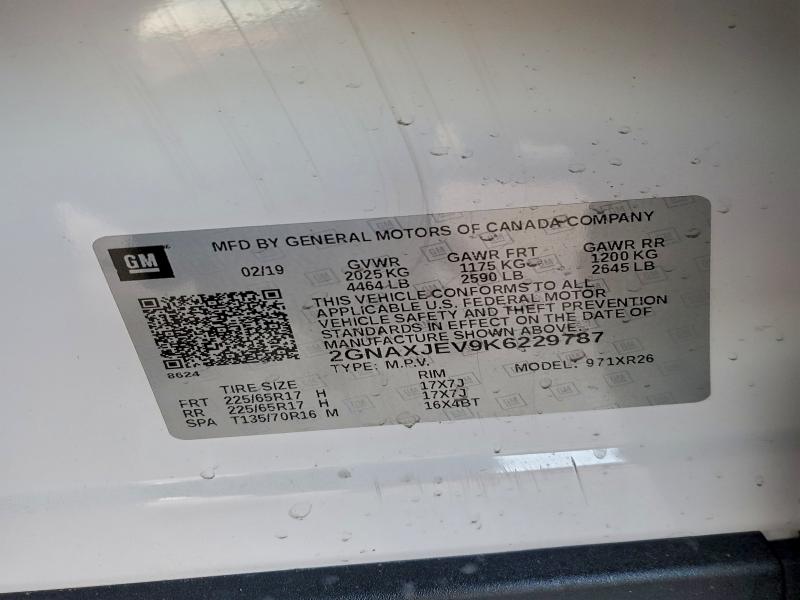 GM
MFD BY GENERAL MOTORS OF CANADA COMPANY
02/19 GVWR GAWR FRT GAWR RR
2025 KG 1175 KG 1200 KG
4464 LB 2590 LB 2645 LB
THIS VEHICLE CONFORMS TO ALL
APPLICABLE U.S. FEDERAL MOTOR
VEHICLE SAFETY AND THEFT PREVENTION
STANDARDS IN EFFECT ON THE DATE OF
MANUFACTURE SHOWN ABOVE.
2GNAXJEV9K6229787
8624
TYPE: M.P.V. MODEL: 971XR26
TIRE SIZE RIM
FRT 225/65R17 H 17X7J
RR 225/65R17 H 17X7J
SPA T135/70R16 M 16X4BT